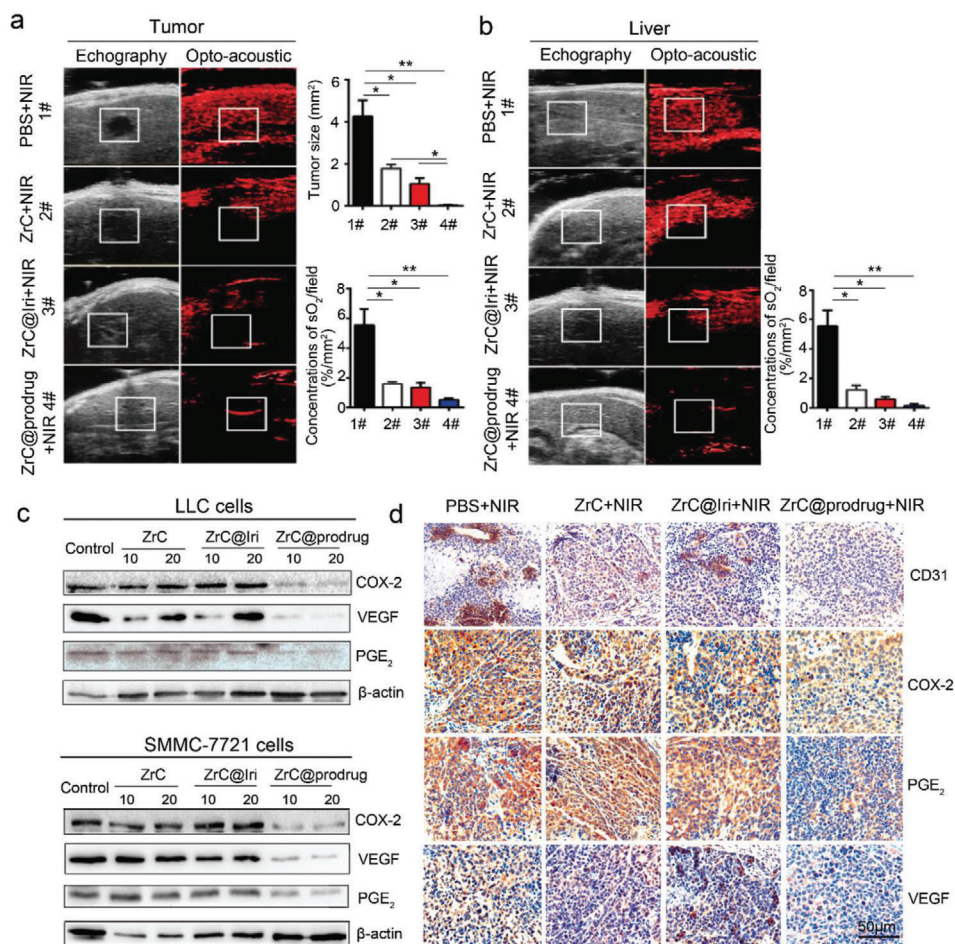 a
Tumor
Echography Opto-acoustic
PBS+NIR
1#
ZrC+NIR
2#
ZrC@Iri+NIR
3#
ZrC@prodrug
+NIR 4#
Tumor size (mm²)
6
4
2
0
** 
*
*
*
1# 2# 3# 4#
Concentrations of sO₂/field
(%/mm²)
8
6
4
2
0
**
*
*
1# 2# 3# 4#
b
Liver
Echography Opto-acoustic
PBS+NIR
1#
ZrC+NIR
2#
ZrC@Iri+NIR
3#
ZrC@prodrug
+NIR 4#
Concentrations of sO₂/field
(%/mm²)
8
6
4
2
0
**
*
*
1# 2# 3# 4#
c
LLC cells
Control ZrC ZrC@Iri ZrC@prodrug
10 20 10 20 10 20
COX-2
VEGF
PGE₂
β-actin
SMMC-7721 cells
Control ZrC ZrC@Iri ZrC@prodrug
10 20 10 20 10 20
COX-2
VEGF
PGE₂
β-actin
d
PBS+NIR ZrC+NIR ZrC@Iri+NIR ZrC@prodrug+NIR
CD31
COX-2
PGE₂
VEGF
50μm